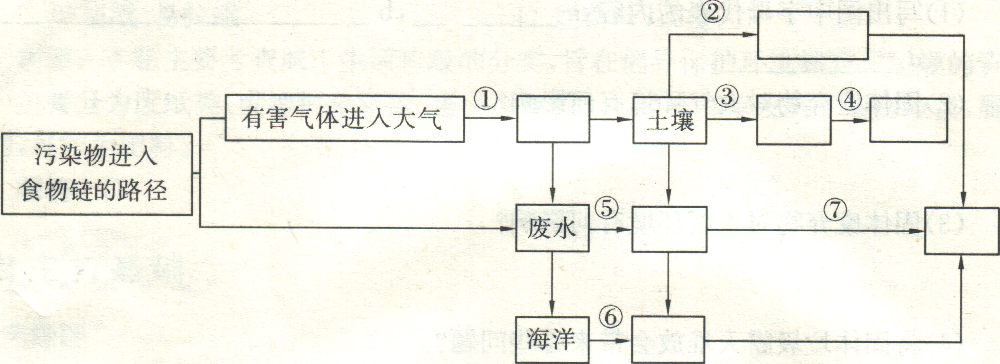 ②
①
③
④
有害气体进入大气
土壤
污染物进入
食物链的路径
⑤
⑦
废水
⑥
海洋